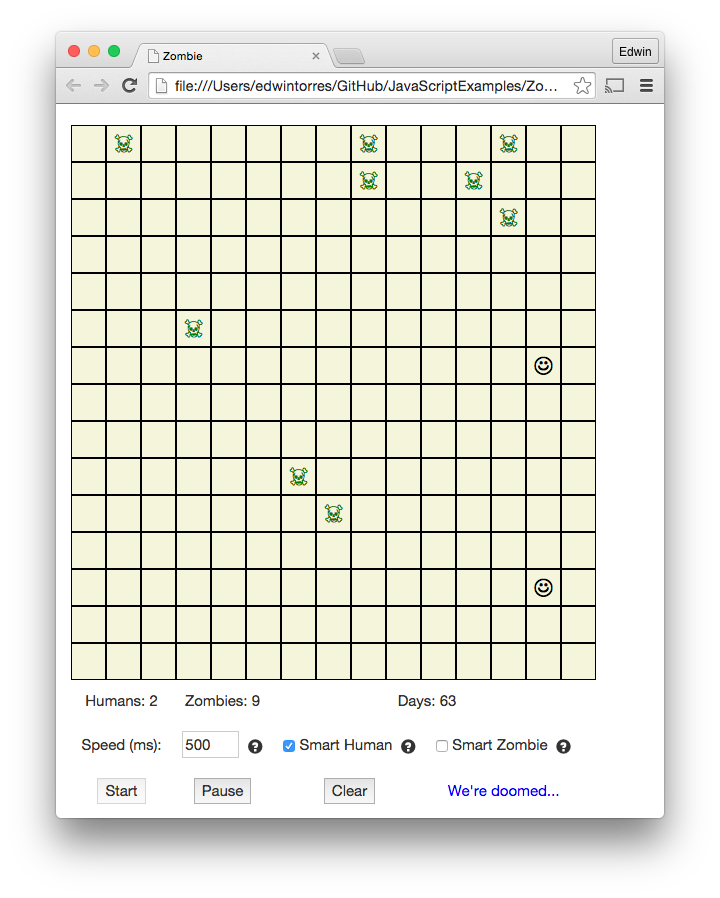 Zombie
Edwin
file:///Users/edwintorres/GitHub/JavaScriptExamples/Zo...
Humans: 2 Zombies: 9 Days: 63
Speed (ms): 500 Smart Human Smart Zombie
Start Pause Clear We're doomed...